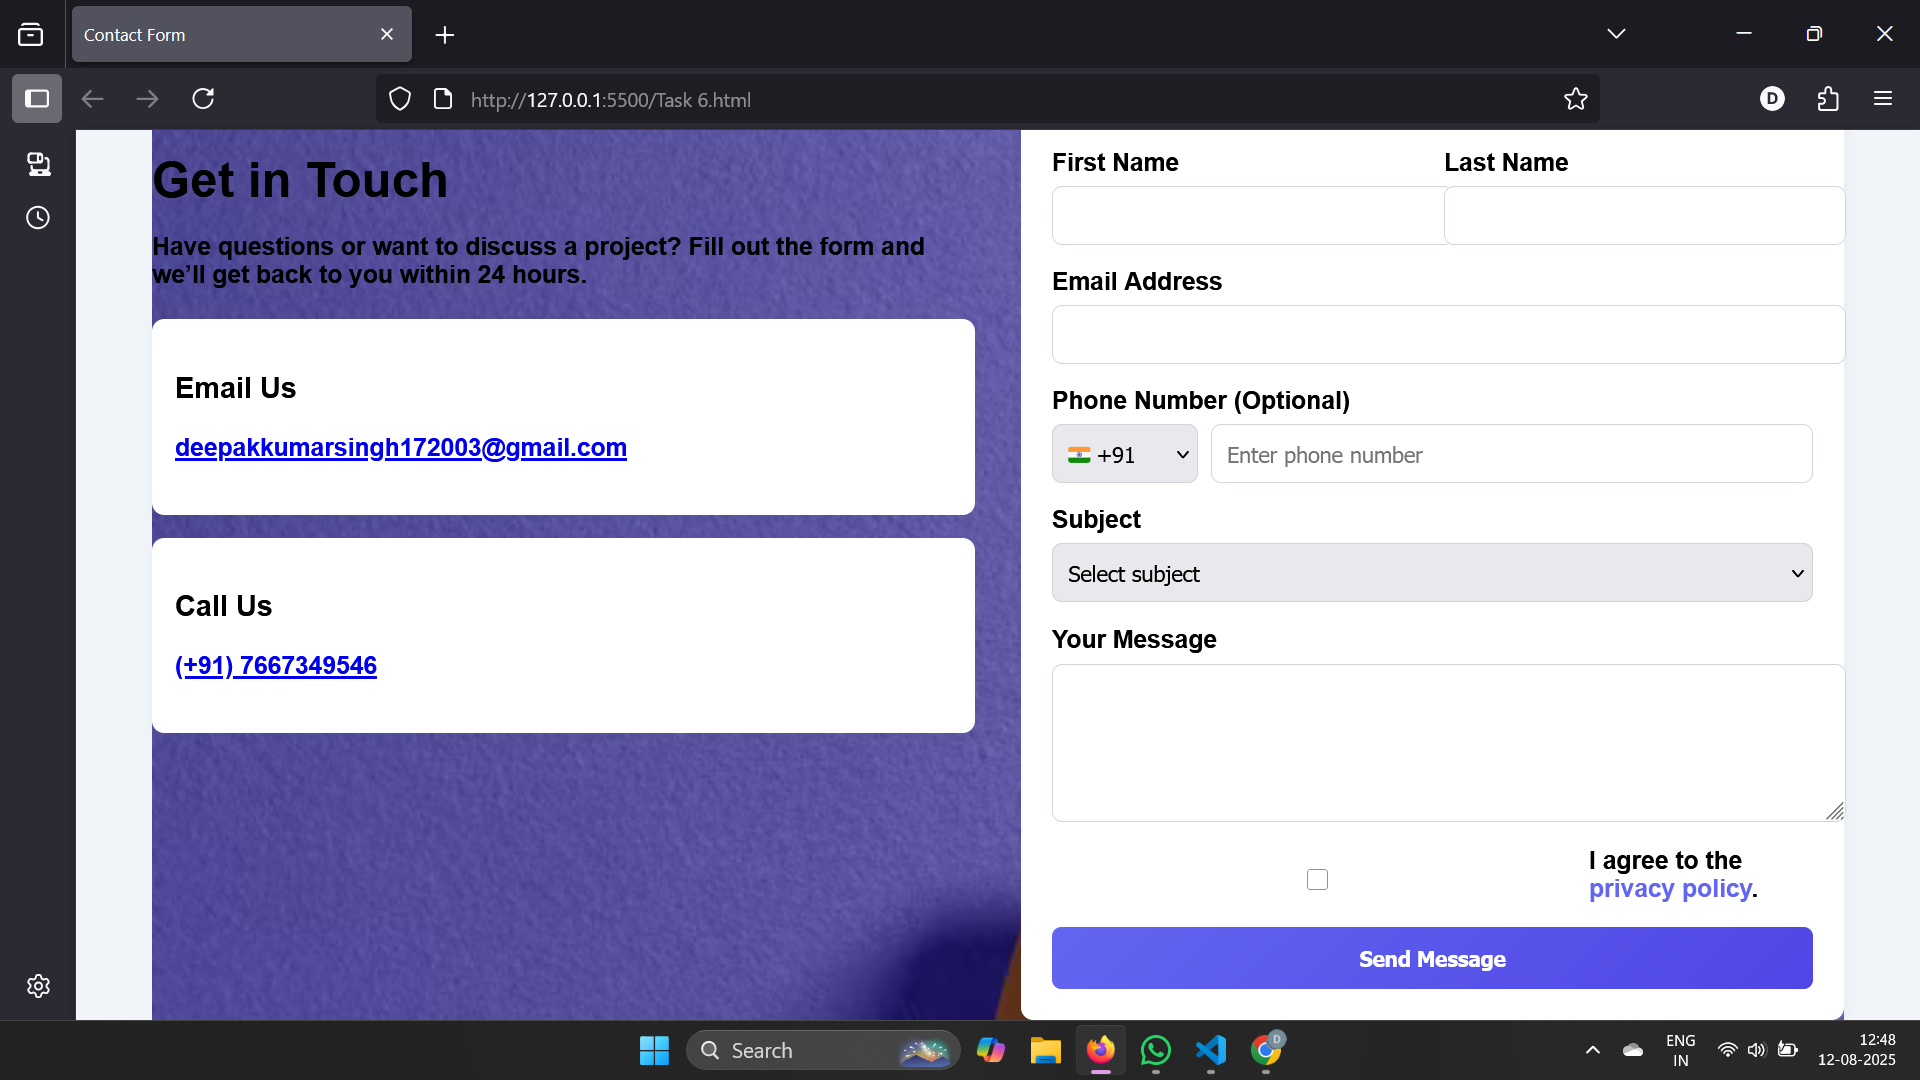 Contact Form
http://127.0.0.1:5500/Task 6.html
D
Get in Touch
Have questions or want to discuss a project? Fill out the form and
we’ll get back to you within 24 hours.
Email Us
deepakkumarsingh172003@gmail.com
Call Us
(+91) 7667349546
First Name
Last Name
Email Address
Phone Number (Optional)
+91
Enter phone number
Subject
Select subject
Your Message
I agree to the
privacy policy.
Send Message
Search
D
ENG
IN
12:48
12-08-2025